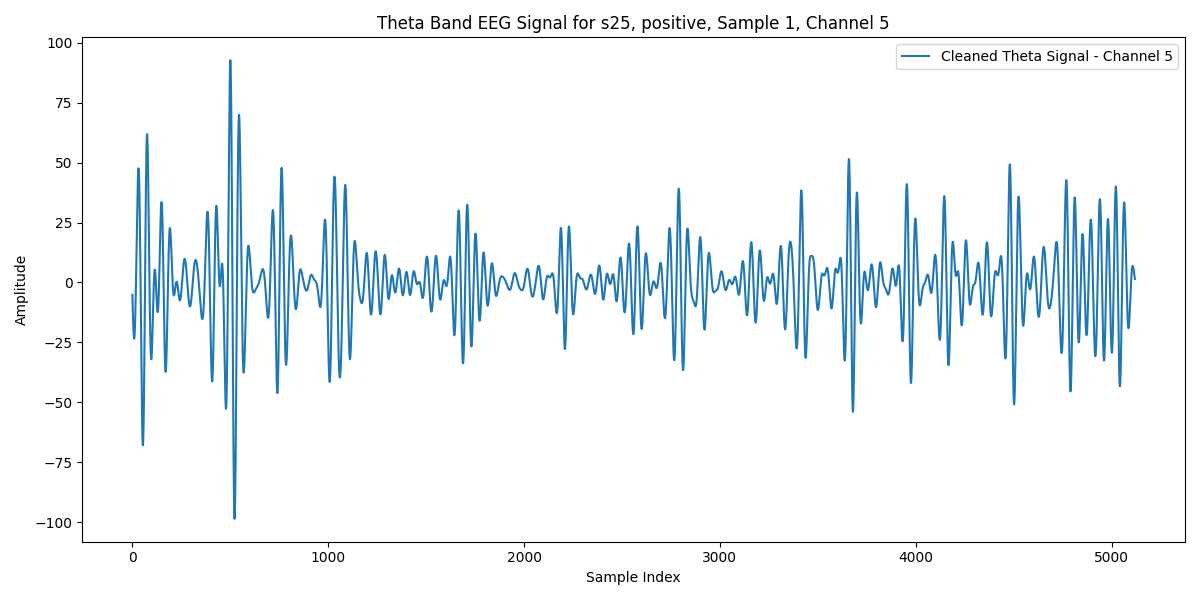 Theta Band EEG Signal for s25, positive, Sample 1, Channel 5
Cleaned Theta Signal - Channel 5
Amplitude
100
75
50
25
0
−25
−50
−75
−100
0 1000 2000 3000 4000 5000
Sample Index